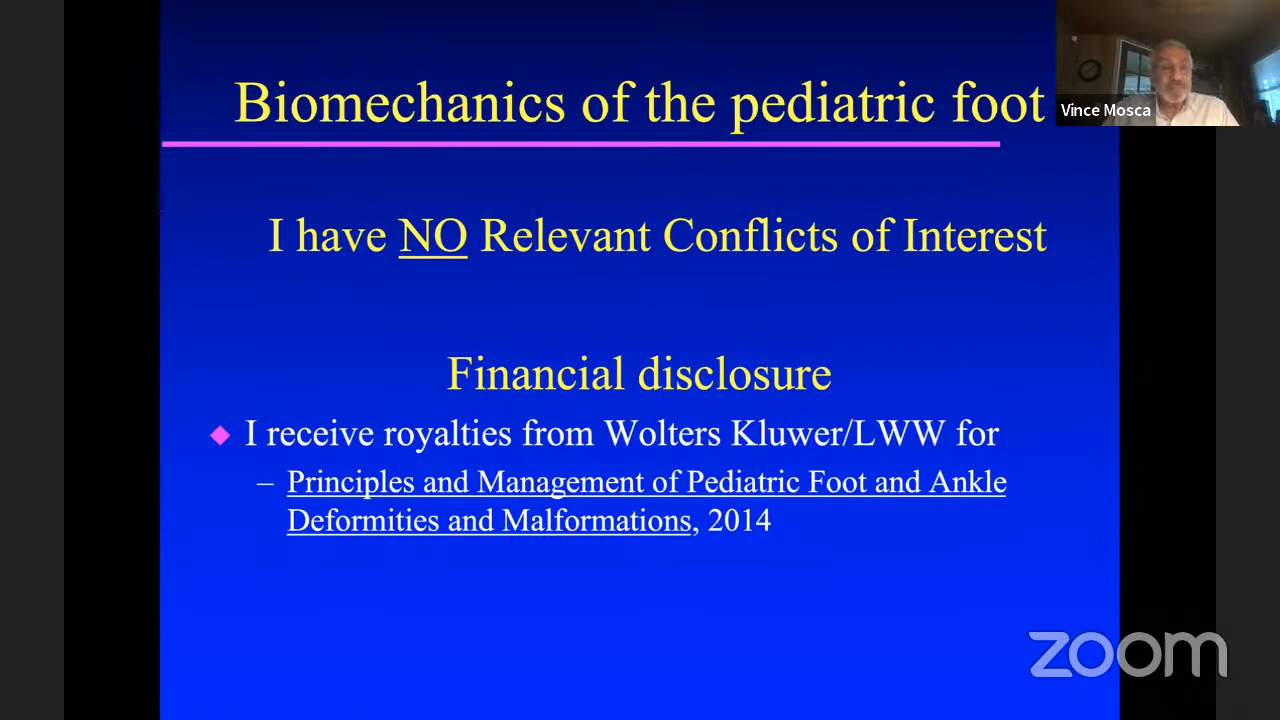 Biomechanics of the pediatric foot
Vince Mosca
I have NO Relevant Conflicts of Interest
Financial disclosure
◆ I receive royalties from Wolters Kluwer/LWW for
– Principles and Management of Pediatric Foot and Ankle
Deformities and Malformations, 2014
zoom